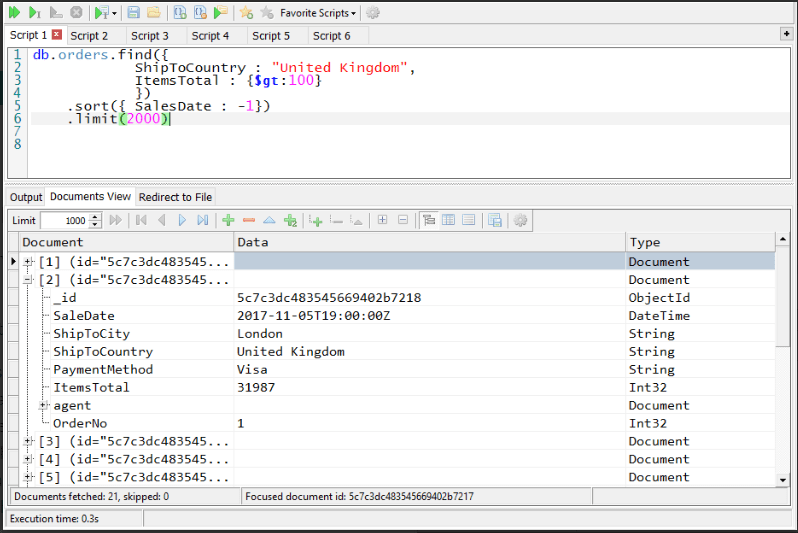 Favorite Scripts
Script 1 Script 2 Script 3 Script 4 Script 5 Script 6
1 db.orders.find({
2 ShipToCountry : "United Kingdom",
3 ItemsTotal : {$gt:100}
4 })
5 .sort({ SalesDate : -1})
6 .limit(2000)
7
8
Output Documents View Redirect to File
Limit 1000
Document Data Type
[1] (id="5c7c3dc483545... Document
[2] (id="5c7c3dc483545... Document
_id 5c7c3dc483545669402b7218 ObjectId
SaleDate 2017-11-05T19:00:00Z DateTime
ShipToCity London String
ShipToCountry United Kingdom String
PaymentMethod Visa String
ItemsTotal 31987 Int32
agent Document
OrderNo 1 Int32
[3] (id="5c7c3dc483545... Document
[4] (id="5c7c3dc483545... Document
[5] (id="5c7c3dc483545... Document
Documents fetched: 21, skipped: 0 Focused document id: 5c7c3dc483545669402b7217
Execution time: 0.3s